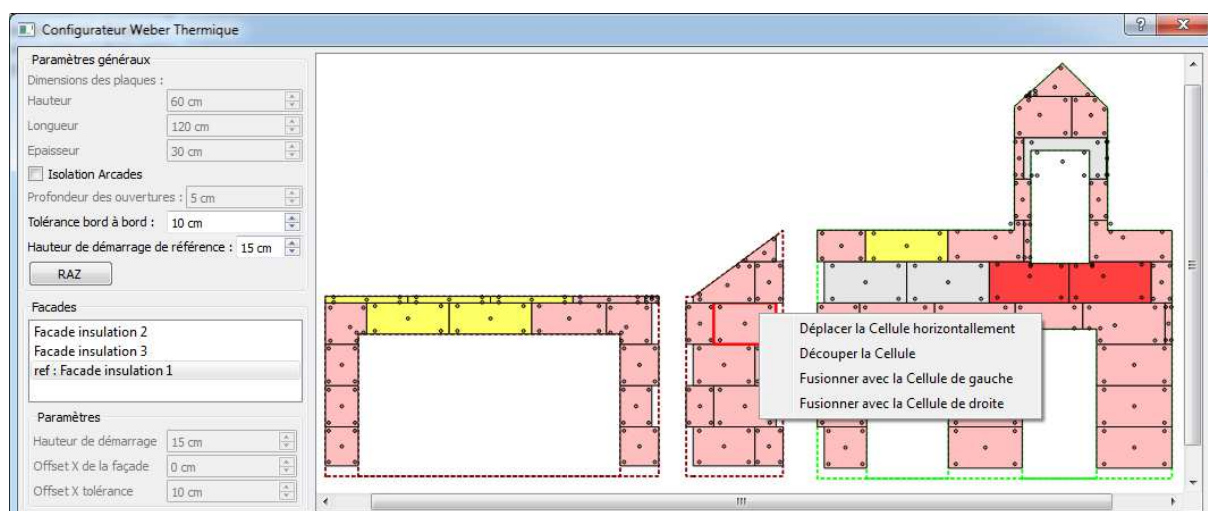 Configurateur Weber Thermique
Paramètres généraux
Dimensions des plaques :
Hauteur 60 cm
Longueur 120 cm
Epaisseur 30 cm
Isolation Arcades
Profondeur des ouvertures : 5 cm
Tolérance bord à bord : 10 cm
Hauteur de démarrage de référence : 15 cm
RAZ
Facades
Facade insulation 2
Facade insulation 3
ref : Facade insulation 1
Paramètres
Hauteur de démarrage 15 cm
Offset X de la façade 0 cm
Offset X tolérance 10 cm
Déplacer la Cellule horizontallement
Découper la Cellule
Fusionner avec la Cellule de gauche
Fusionner avec la Cellule de droite